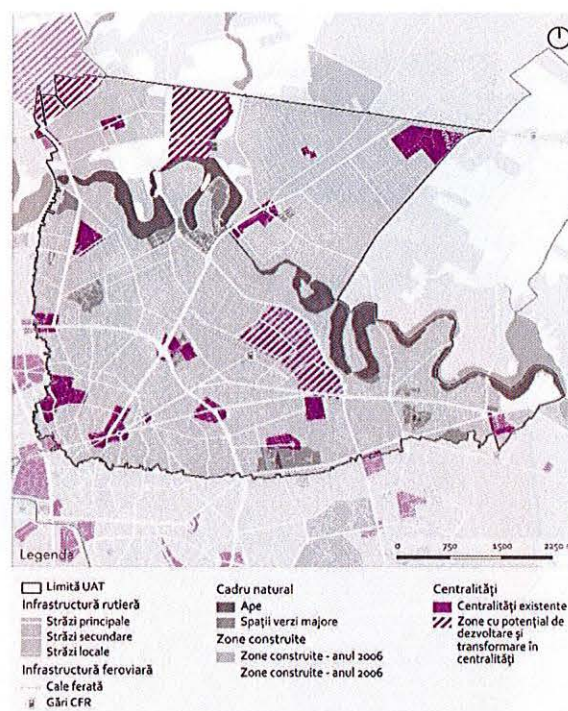 Legenda
0 750 1500 2250
Limită UAT
Infrastructură rutieră
Străzi principale
Străzi secundare
Străzi locale
Infrastructură feroviară
Cale ferată
Gări CFR
Cadru natural
Ape
Spații verzi majore
Zone construite
Zone construite - anul 2006
Zone construite - anul 2006
Centralități
Centralități existente
Zone cu potențial de
dezvoltare și
transformare în
centralități